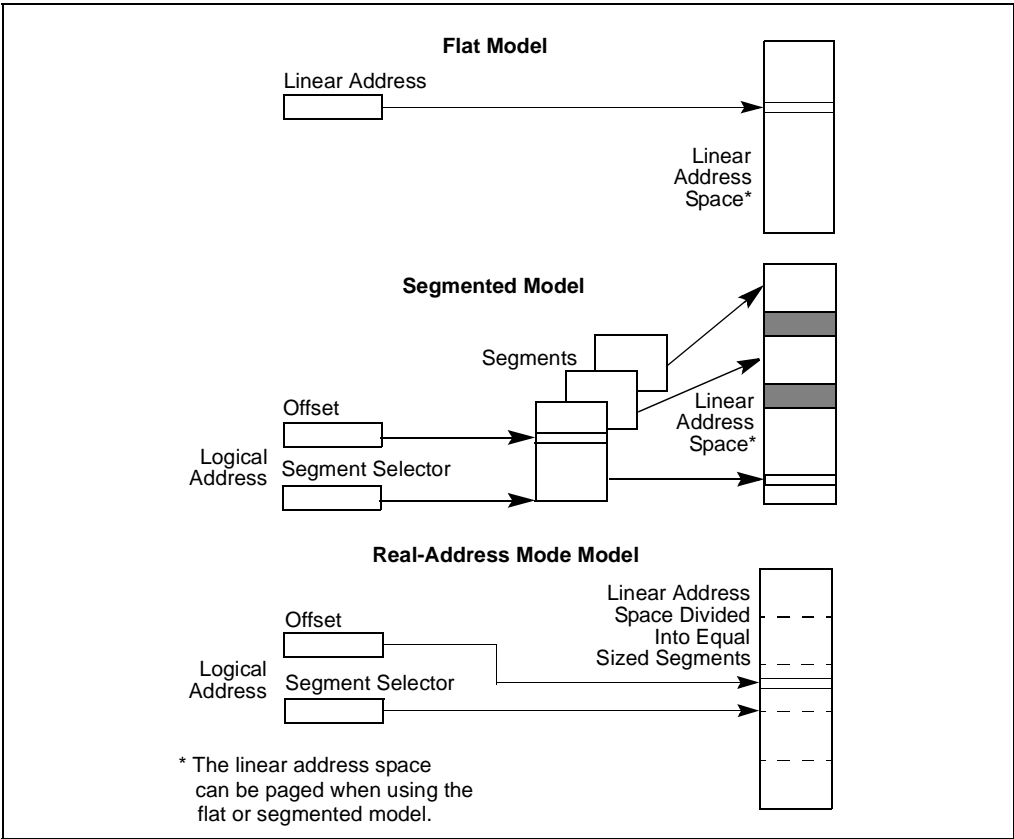 Flat Model
Linear Address
Linear
Address
Space*
Segmented Model
Segments
Offset
Logical
Address
Segment Selector
Linear
Address
Space*
Real-Address Mode Model
Offset
Logical
Address
Segment Selector
Linear Address
Space Divided
Into Equal
Sized Segments
* The linear address space
can be paged when using the
flat or segmented model.